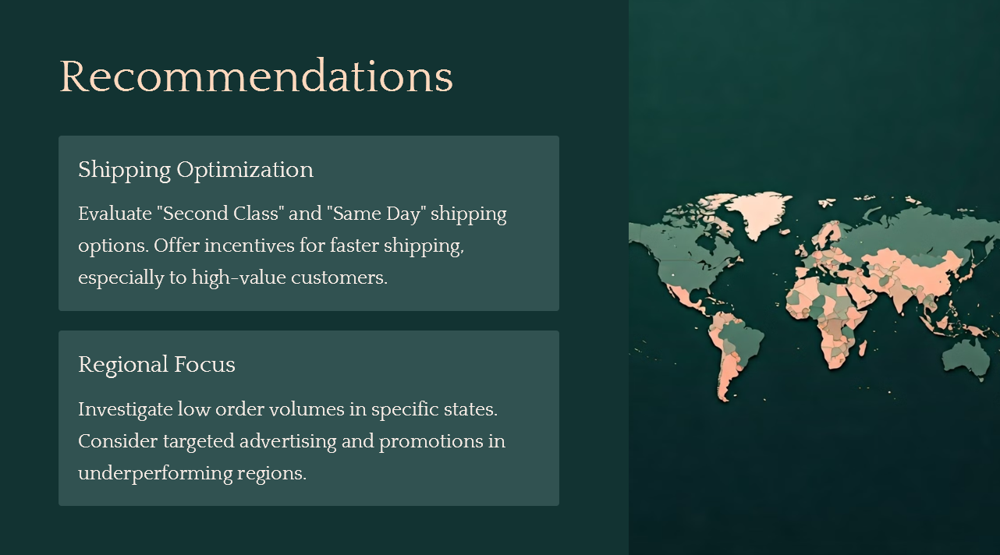 Recommendations
Shipping Optimization
Evaluate "Second Class" and "Same Day" shipping
options. Offer incentives for faster shipping,
especially to high-value customers.
Regional Focus
Investigate low order volumes in specific states.
Consider targeted advertising and promotions in
underperforming regions.